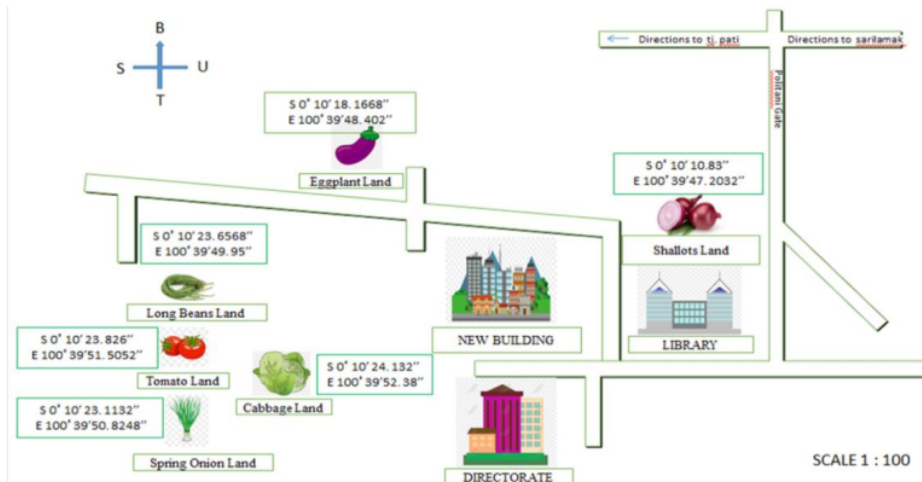 B
S U
T
Directions to tj. pati
Directions to sarilamak
Politani Gate
S 0° 10' 18. 1668''
E 100° 39'48. 402''
Eggplant Land
S 0° 10' 10.83''
E 100° 39'47. 2032''
Shallots Land
S 0° 10' 23. 6568''
E 100° 39'49. 95''
Long Beans Land
NEW BUILDING
LIBRARY
S 0° 10' 23. 826''
E 100° 39'51. 5052''
Tomato Land
S 0° 10' 24. 132''
E 100° 39'52. 38''
Cabbage Land
S 0° 10' 23. 1132''
E 100° 39'50. 8248''
Spring Onion Land
DIRECTORATE
SCALE 1 : 100